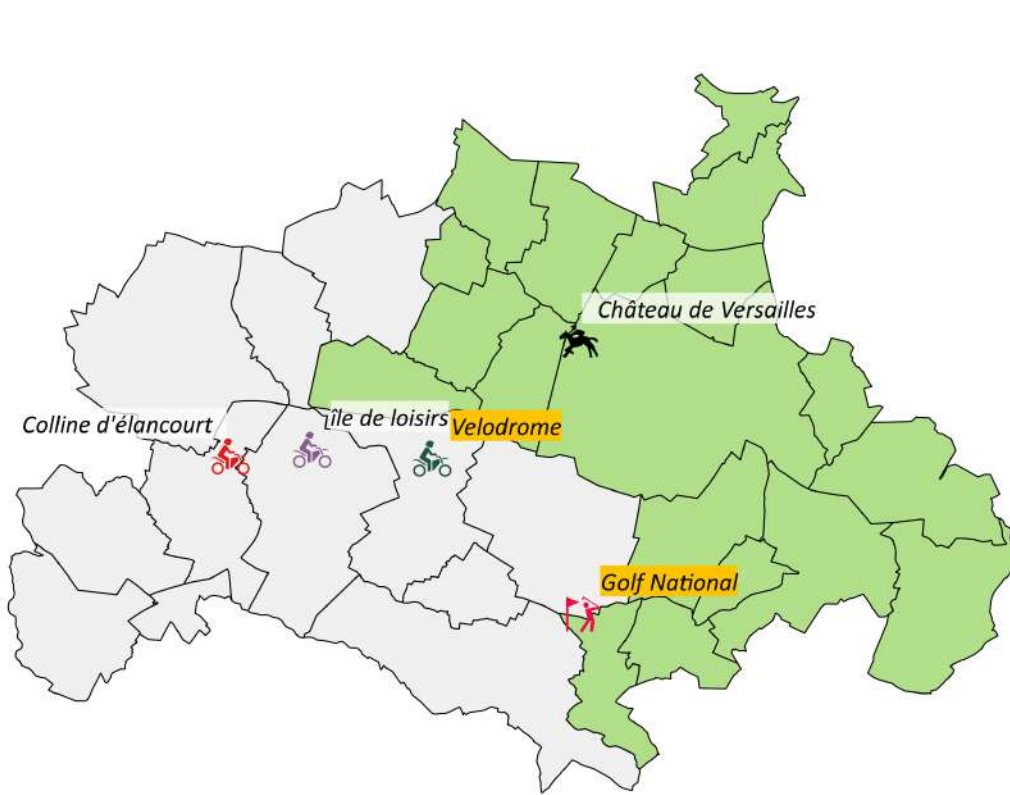 Château de Versailles
Colline d'élancourt
île de loisirs
Velodrome
Golf National